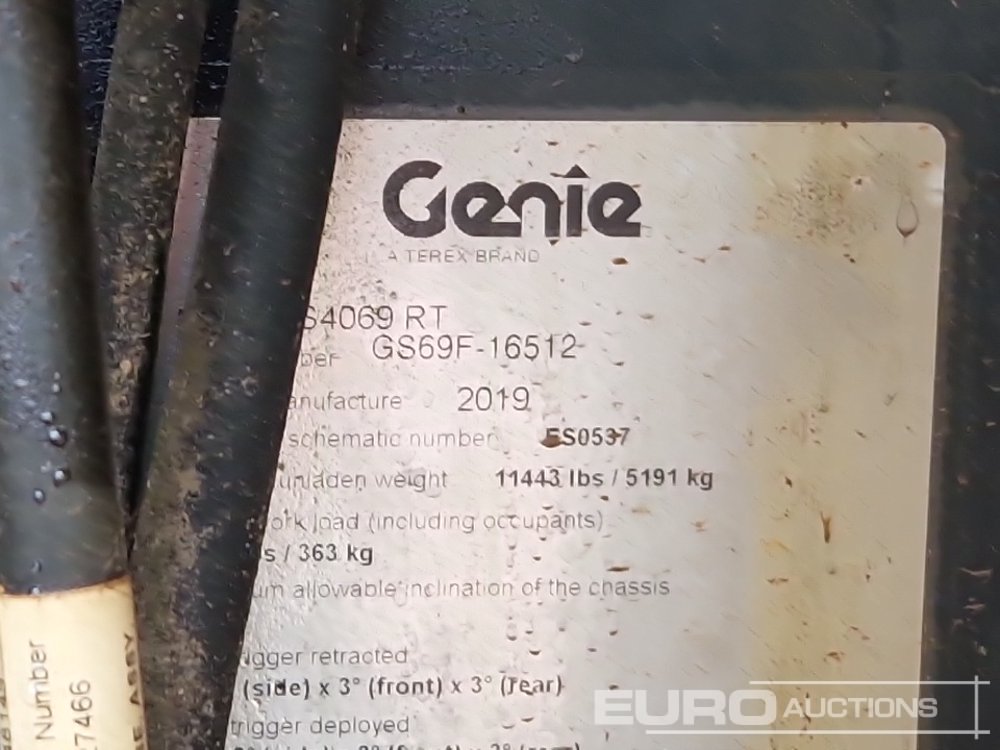 Genie
A TEREX BRAND
S4069 RT
ber GS69F-16512
anufacture 2019
schematic number ES0537
unladen weight 11443 lbs / 5191 kg
ork load (including occupants)
s / 363 kg
um allowable inclination of the chassis
igger retracted
(side) x 3° (front) x 3° (rear)
trigger deployed
Number
27466
E ASSY
EURO AUCTIONS